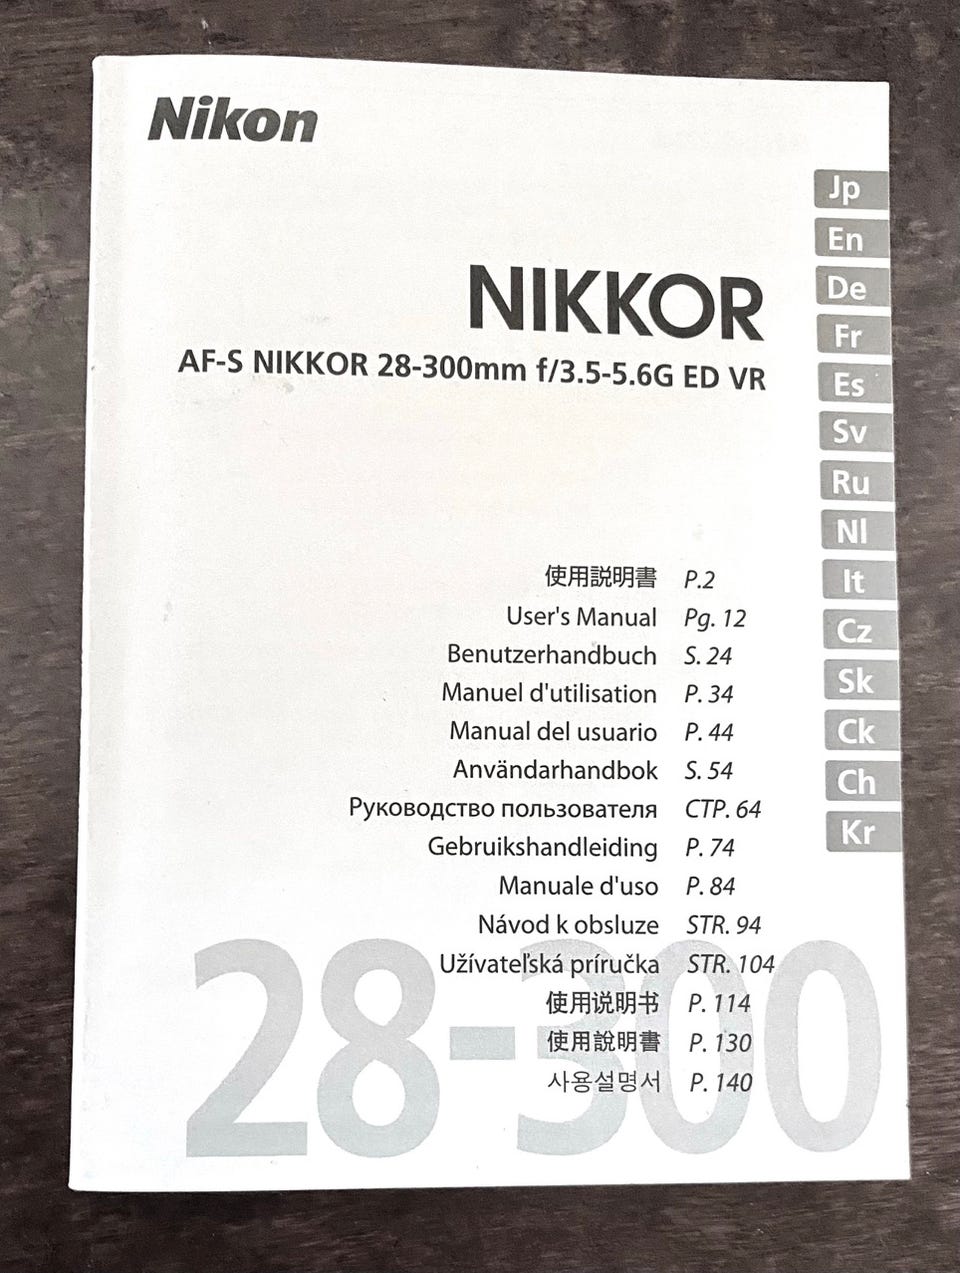 Nikon
NIKKOR
AF-S NIKKOR 28-300mm f/3.5-5.6G ED VR
Jp
En
De
Fr
Es
Sv
Ru
Nl
It
Cz
Sk
Ck
Ch
Kr
使用説明書 P.2
User's Manual Pg. 12
Benutzerhandbuch S. 24
Manuel d'utilisation P. 34
Manual del usuario P. 44
Användarhandbok S. 54
Руководство пользователя СТР. 64
Gebruikshandleiding P. 74
Manuale d'uso P. 84
Návod k obsluze STR. 94
Užívateľská príručka STR. 104
使用说明书 P. 114
使用說明書 P. 130
사용설명서 P. 140
28-300